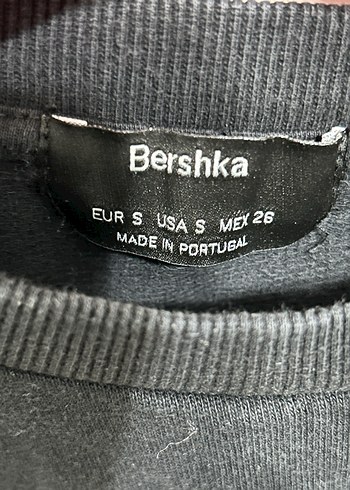 Bershka
EUR S USA S MEX 26
MADE IN PORTUGAL